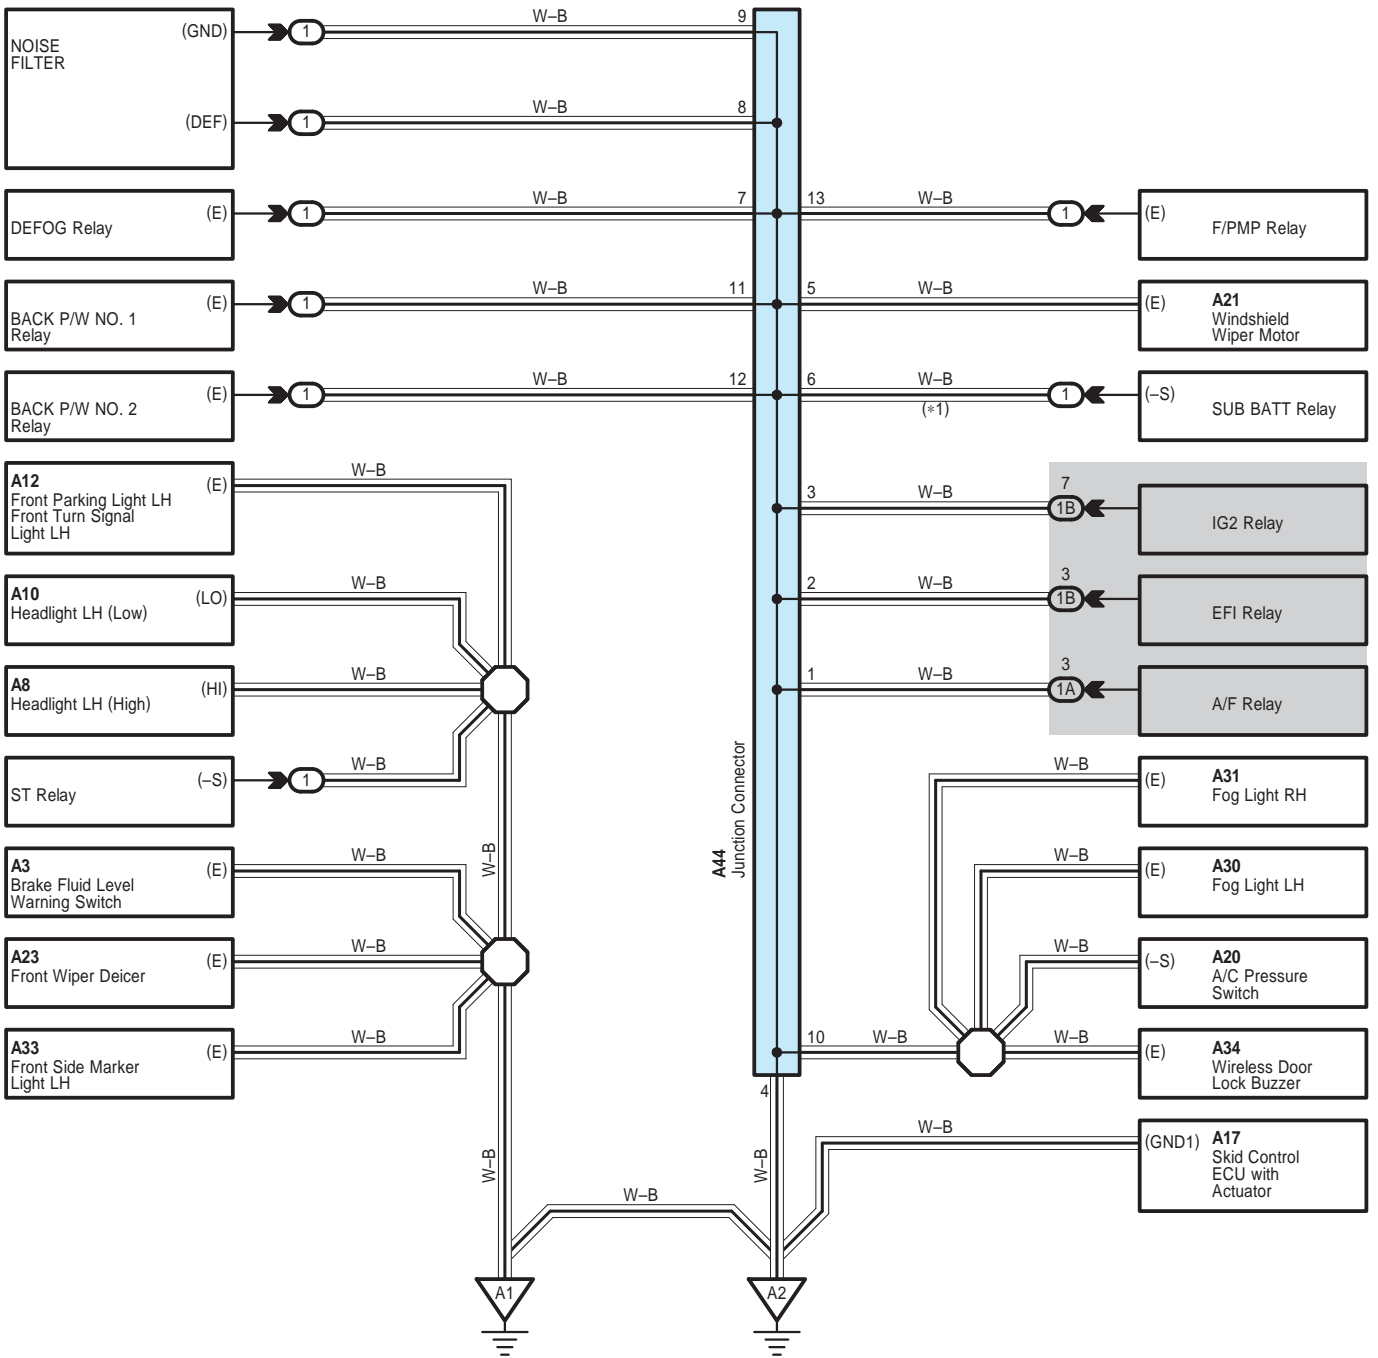 NOISE
FILTER
(GND)
1
W–B
9
(DEF)
1
W–B
8
DEFOG Relay
(E)
1
W–B
7
13
W–B
1
(E)
F/PMP Relay
BACK P/W NO. 1
Relay
(E)
1
W–B
11
5
W–B
(E)
A21
Windshield
Wiper Motor
BACK P/W NO. 2
Relay
(E)
1
W–B
12
6
W–B
(*1)
1
(–S)
SUB BATT Relay
A12
Front Parking Light LH
Front Turn Signal
Light LH
(E)
W–B
3
W–B
7
1B
IG2 Relay
A10
Headlight LH (Low)
(LO)
W–B
2
W–B
3
1B
EFI Relay
A8
Headlight LH (High)
(HI)
W–B
1
W–B
3
1A
A/F Relay
ST Relay
(–S)
1
W–B
W–B
(E)
A31
Fog Light RH
A44
Junction Connector
A3
Brake Fluid Level
Warning Switch
(E)
W–B
W–B
W–B
(E)
A30
Fog Light LH
A23
Front Wiper Deicer
(E)
W–B
W–B
(–S)
A20
A/C Pressure
Switch
A33
Front Side Marker
Light LH
(E)
W–B
10
W–B
W–B
(E)
A34
Wireless Door
Lock Buzzer
4
W–B
W–B
W–B
W–B
(GND1)
A17
Skid Control
ECU with
Actuator
A1
A2